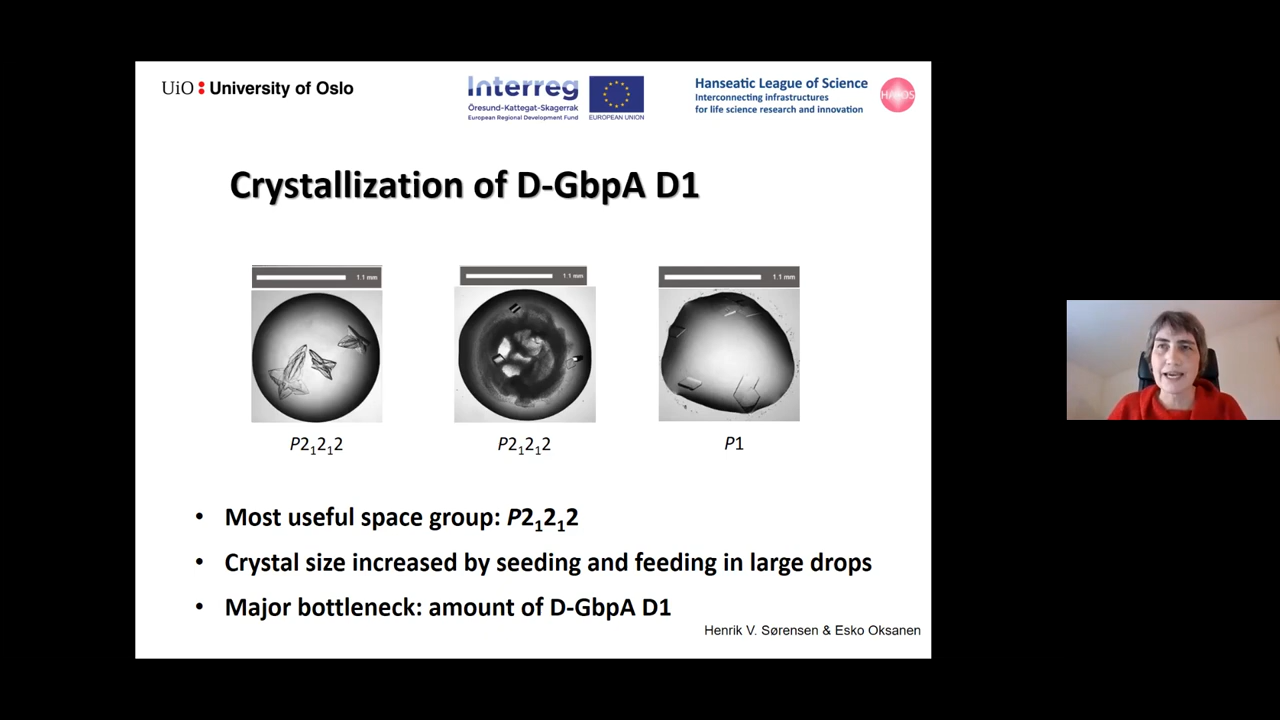 UiO : University of Oslo
Interreg
Öresund-Kattegat-Skagerrak
European Regional Development Fund
EUROPEAN UNION
Hanseatic League of Science
Interconnecting infrastructures
for life science research and innovation
HALOS
Crystallization of D-GbpA D1
1.1 mm
1.1 mm
1.1 mm
P2₁2₁2
P2₁2₁2
P1
• Most useful space group: P2₁2₁2
• Crystal size increased by seeding and feeding in large drops
• Major bottleneck: amount of D-GbpA D1
Henrik V. Sørensen & Esko Oksanen